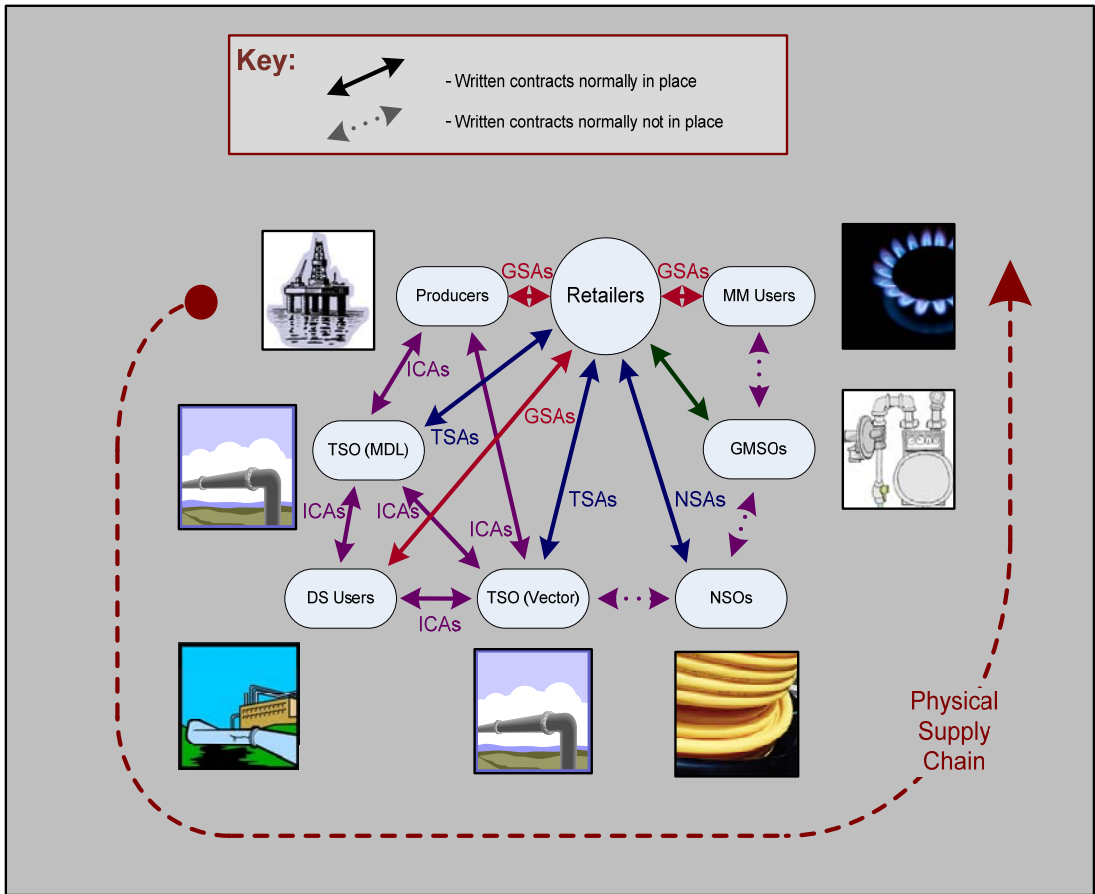 Key:
- Written contracts normally in place
- Written contracts normally not in place
GSAs
GSAs
Producers
Retailers
MM Users
ICAs
TSO (MDL)
TSAs
GSAs
GMSOs
ICAs
ICAs
ICAs
TSAs
NSAs
DS Users
TSO (Vector)
NSOs
ICAs
Physical
Supply
Chain